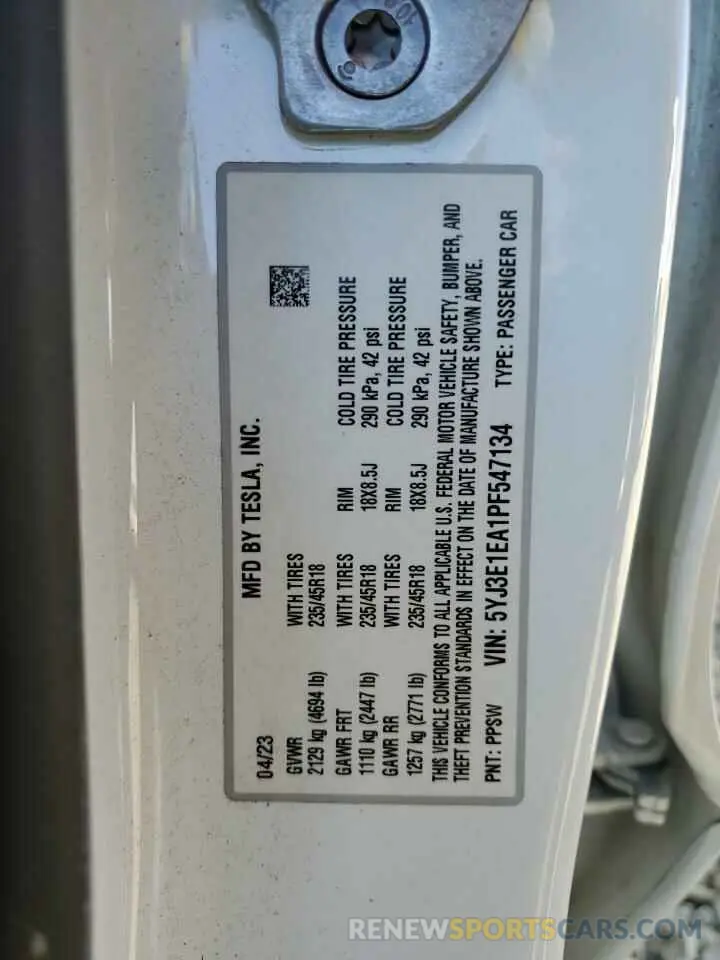 MFD BY TESLA, INC.
04/23
GVWR WITH TIRES
2129 kg (4694 lb) 235/45R18
GAWR FRT WITH TIRES RIM COLD TIRE PRESSURE
1110 kg (2447 lb) 235/45R18 18X8.5J 290 kPa, 42 psi
GAWR RR WITH TIRES RIM COLD TIRE PRESSURE
1257 kg (2771 lb) 235/45R18 18X8.5J 290 kPa, 42 psi
THIS VEHICLE CONFORMS TO ALL APPLICABLE U.S. FEDERAL MOTOR VEHICLE SAFETY, BUMPER, AND
THEFT PREVENTION STANDARDS IN EFFECT ON THE DATE OF MANUFACTURE SHOWN ABOVE.
PNT: PPSW VIN: 5YJ3E1EA1PF547134 TYPE: PASSENGER CAR
RENEWSPORTSCARS.COM